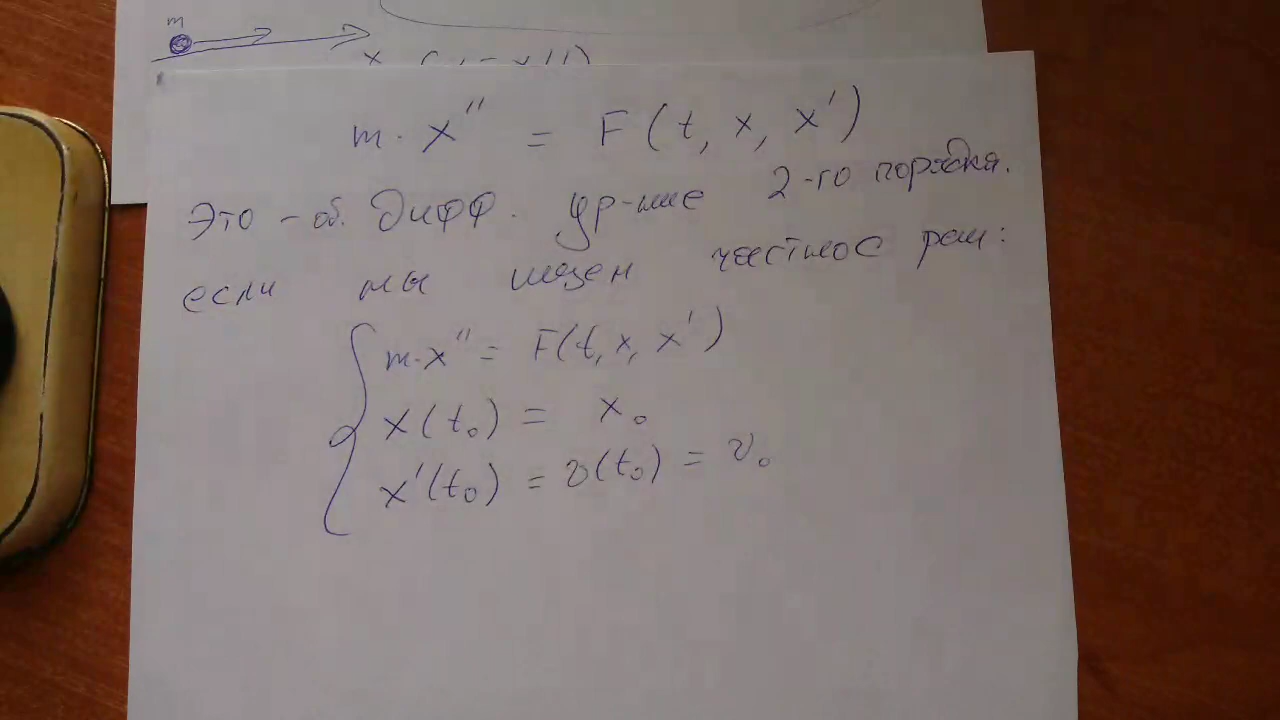 m
m · x'' = F(t, x, x')
Это - об. дифф. ур-ние 2-го порядка.
если мы ищем частное реш:
m·x'' = F(t, x, x')
x(t₀) = x₀
x'(t₀) = v(t₀) = v₀